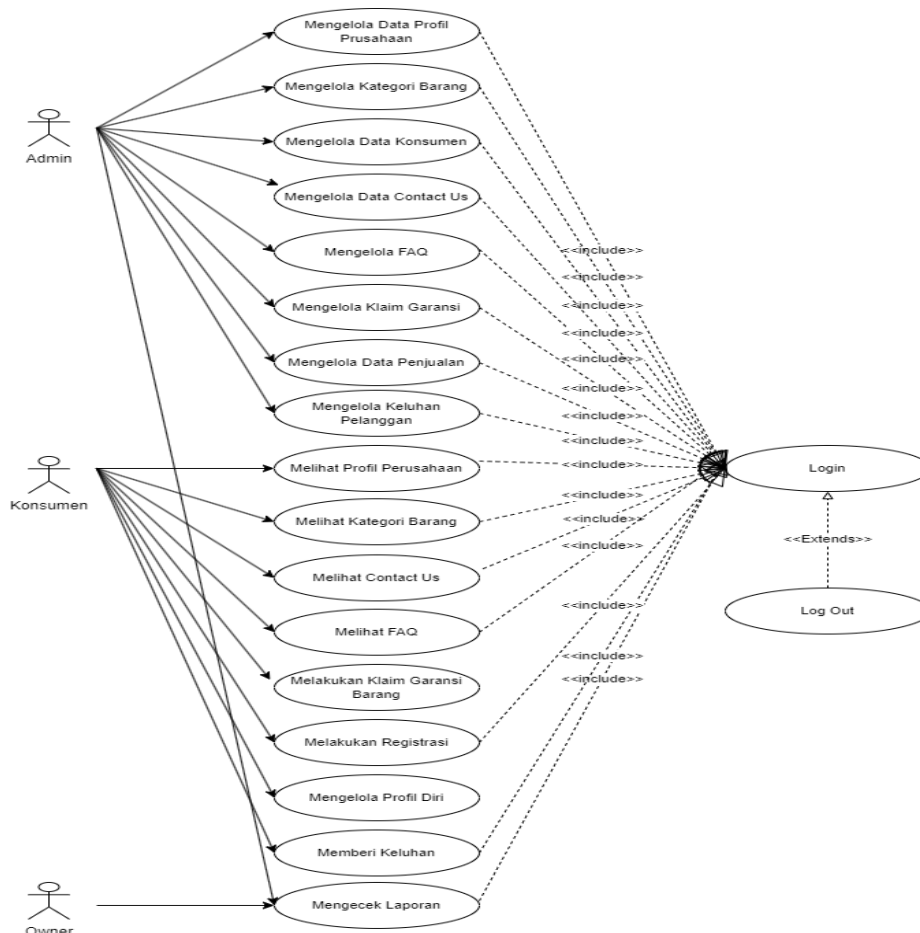 Mengelola Data Profil
Prusahaan
Mengelola Kategori Barang
Admin
Mengelola Data Konsumen
Mengelola Data Contact Us
Mengelola FAQ
<<include>>
<<include>>
Mengelola Klaim Garansi
<<include>>
<<include>>
Mengelola Data Penjualan
<<include>>
<<include>>
Mengelola Keluhan
Pelanggan
<<include>>
<<include>>
Konsumen
Melihat Profil Perusahaan
<<include>>
Login
Melihat Kategori Barang
<<include>>
<<include>>
<<Extends>>
<<include>>
Melihat Contact Us
<<include>>
Log Out
Melihat FAQ
<<include>>
Melakukan Klaim Garansi
Barang
<<include>>
Melakukan Registrasi
Mengelola Profil Diri
Memberi Keluhan
Mengecek Laporan
Owner